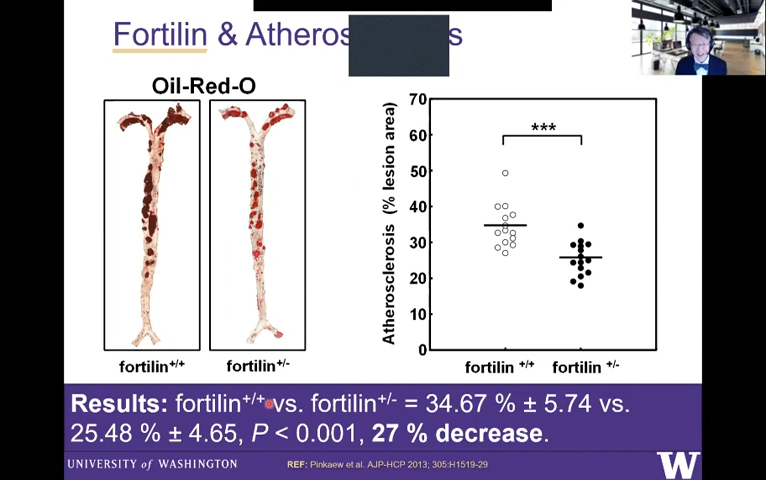 Fortilin & Atheros s
Oil-Red-O
fortilin+/+
fortilin+/-
Atherosclerosis (% lesion area)
70
60
50
40
30
20
10
0
***
fortilin +/+
fortilin +/-
Results: fortilin+/+ vs. fortilin+/- = 34.67 % ± 5.74 vs.
25.48 % ± 4.65, P < 0.001, 27 % decrease.
UNIVERSITY of WASHINGTON
REF: Pinkaew et al. AJP-HCP 2013; 305:H1519-29
W